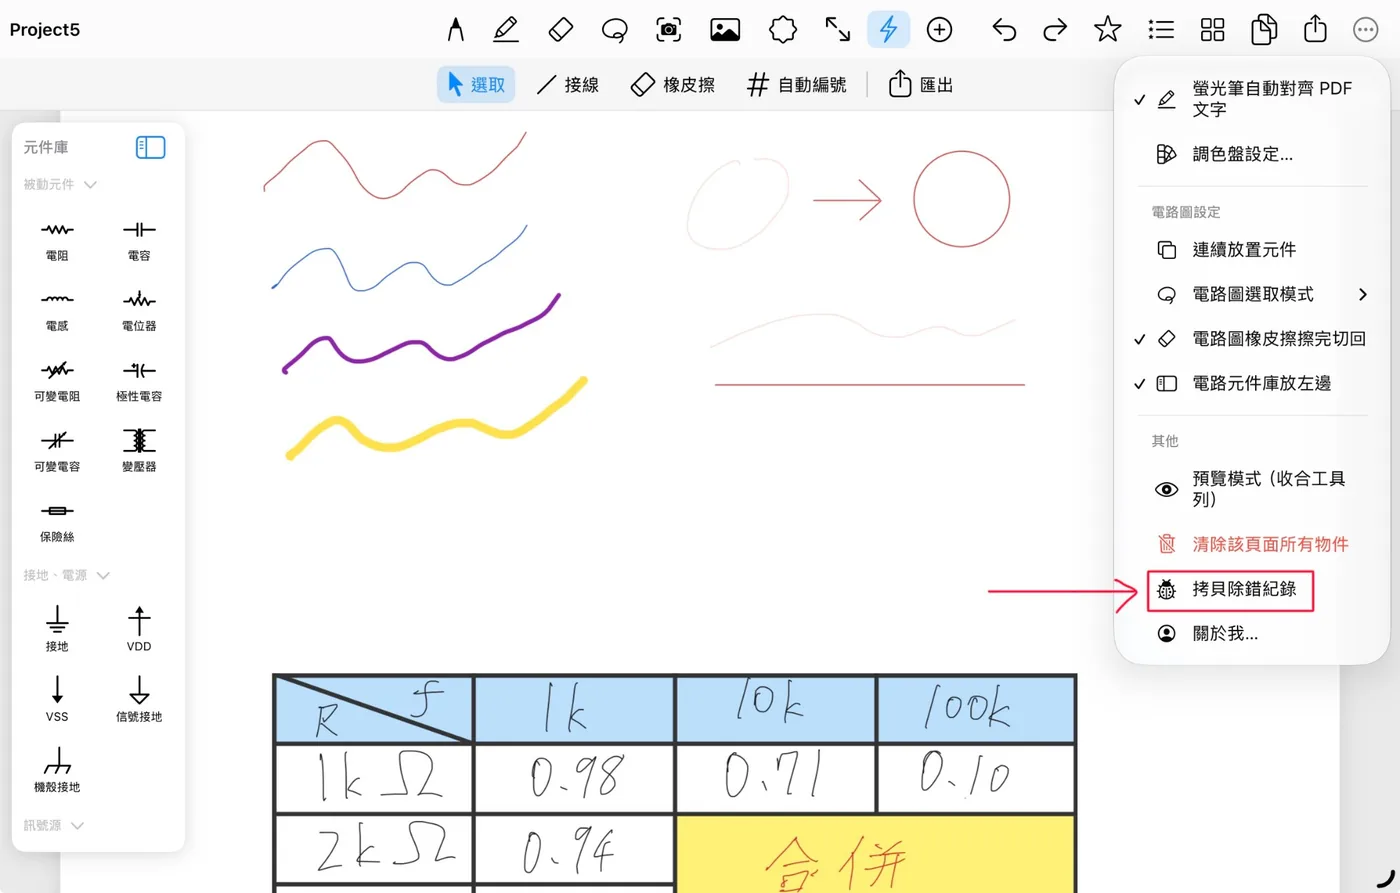 Project5
選取
接線
橡皮擦
自動編號
匯出
元件庫
被動元件
電阻
電容
電感
電位器
可變電阻
極性電容
可變電容
變壓器
保險絲
接地、電源
接地
VDD
VSS
信號接地
機殼接地
訊號源
螢光筆自動對齊 PDF
文字
調色盤設定...
電路圖設定
連續放置元件
電路圖選取模式
電路圖橡皮擦擦完切回
電路元件庫放左邊
其他
預覽模式（收合工具
列）
清除該頁面所有物件
拷貝除錯紀錄
關於我...
R f 1k 10k 100k
1kΩ 0.98 0.71 0.10
2kΩ 0.94 合併